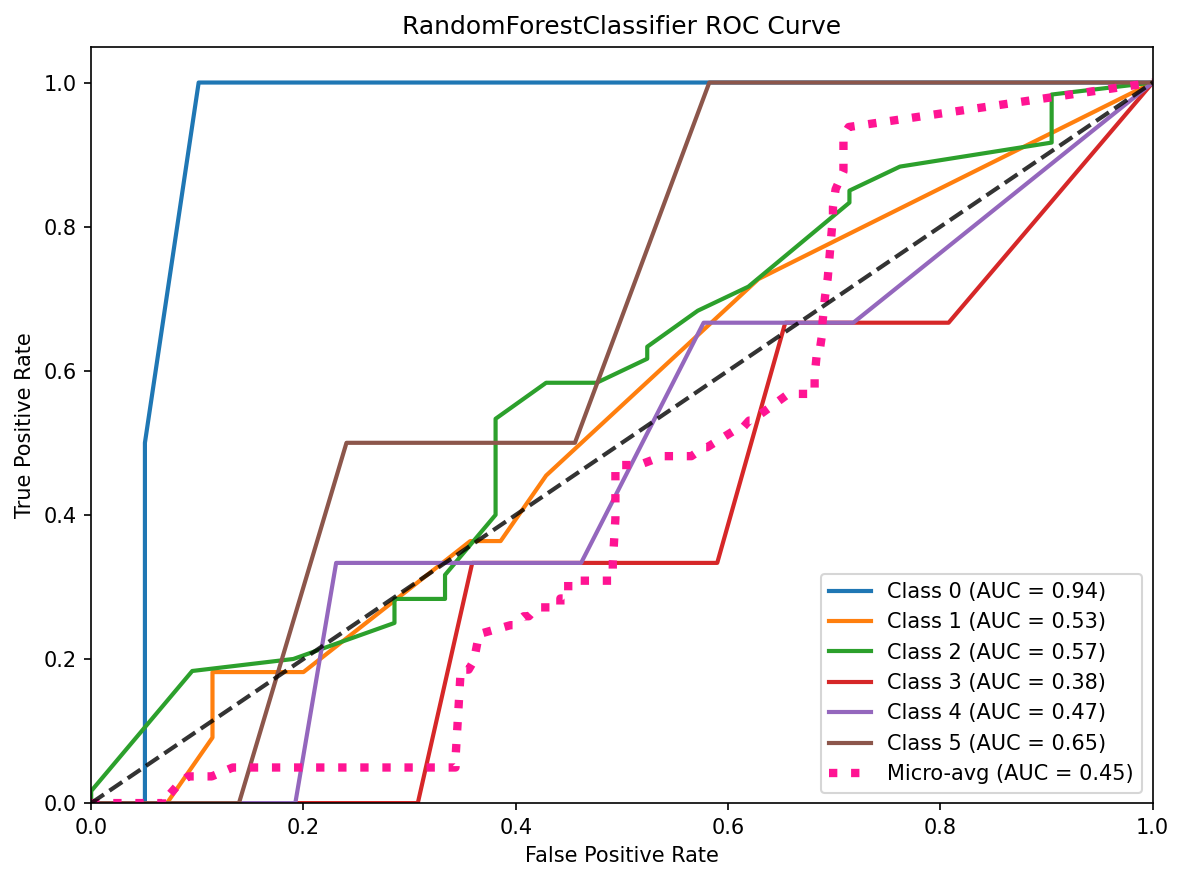 RandomForestClassifier ROC Curve
True Positive Rate
1.0
0.8
0.6
0.4
0.2
0.0
Class 0 (AUC = 0.94)
Class 1 (AUC = 0.53)
Class 2 (AUC = 0.57)
Class 3 (AUC = 0.38)
Class 4 (AUC = 0.47)
Class 5 (AUC = 0.65)
Micro-avg (AUC = 0.45)
0.0 0.2 0.4 0.6 0.8 1.0
False Positive Rate